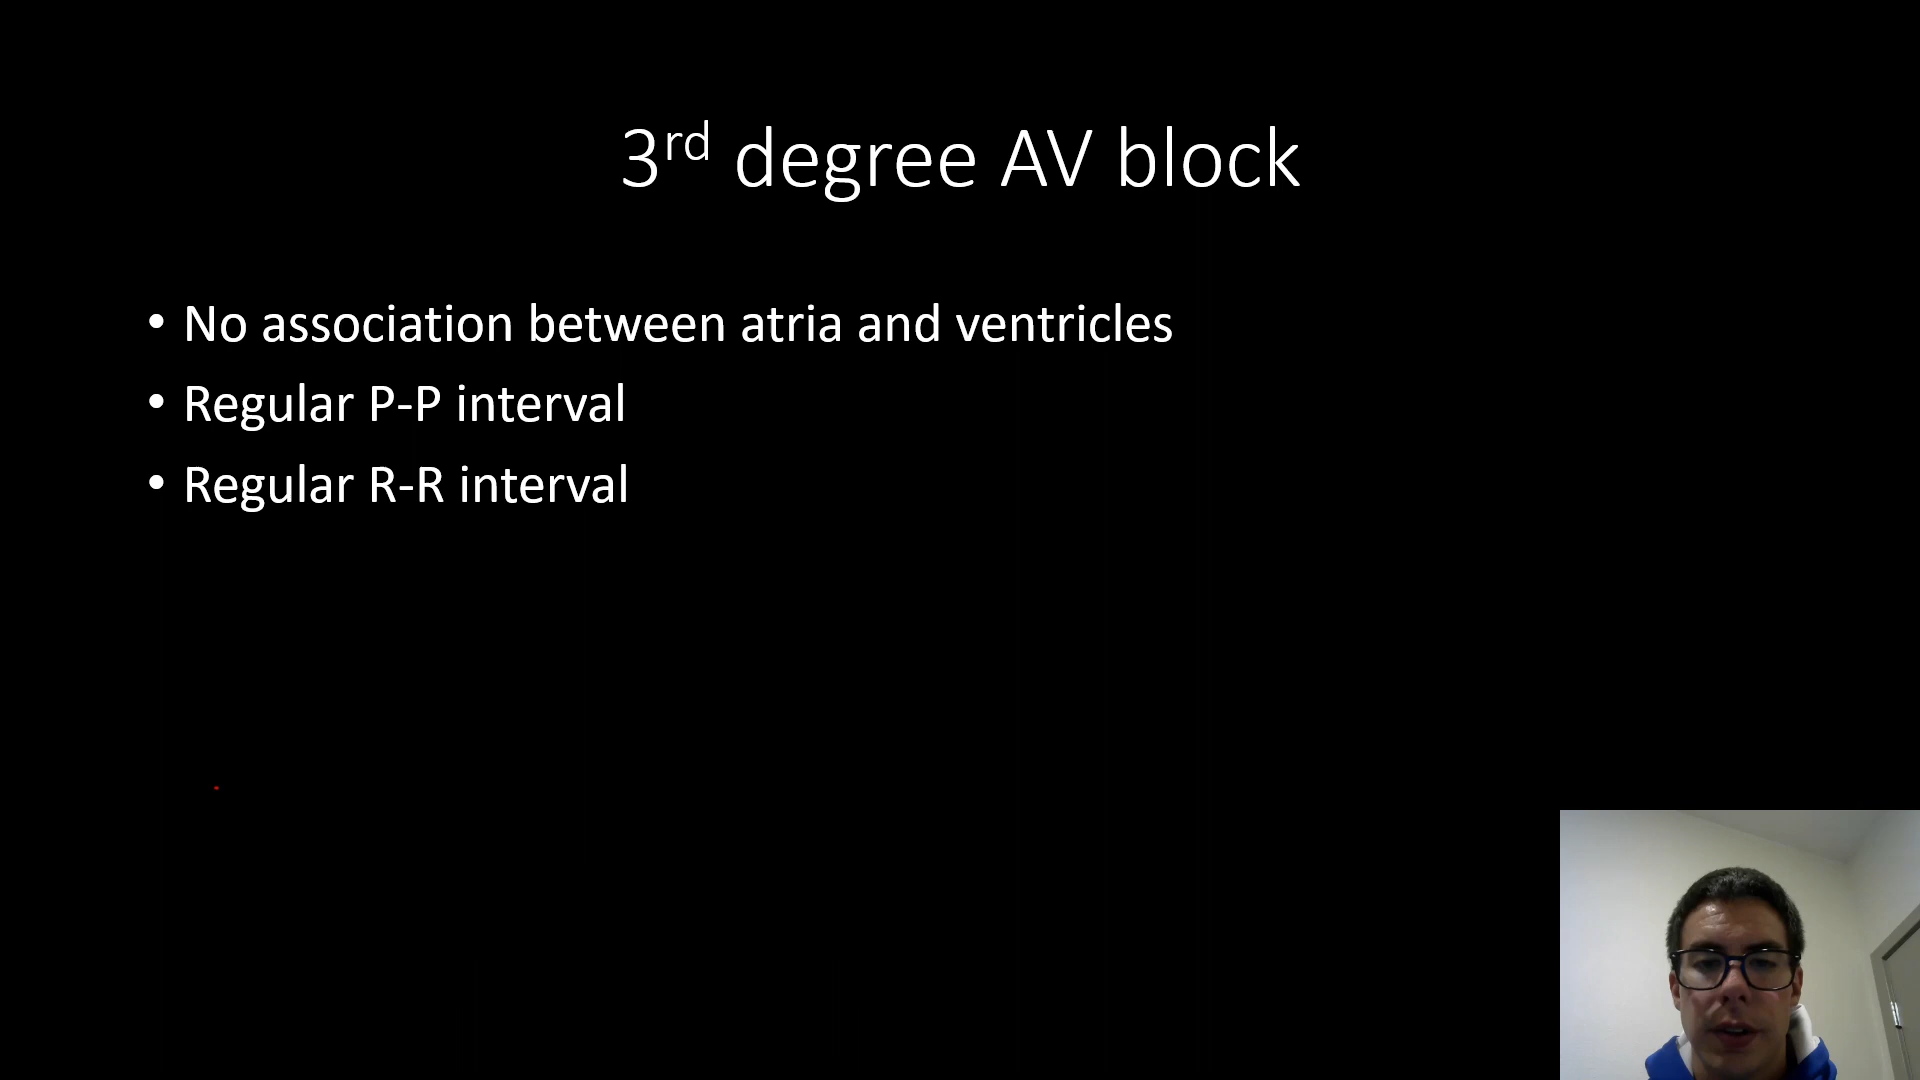 3rd degree AV block
• No association between atria and ventricles
• Regular P-P interval
• Regular R-R interval